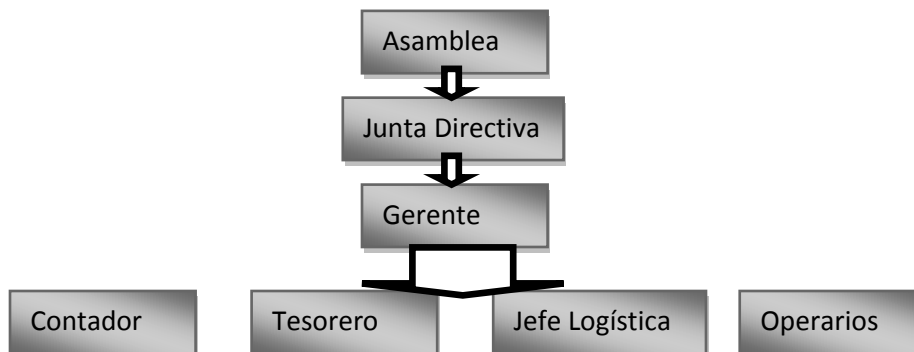 Asamblea
Junta Directiva
Gerente
Contador
Tesorero
Jefe Logística
Operarios